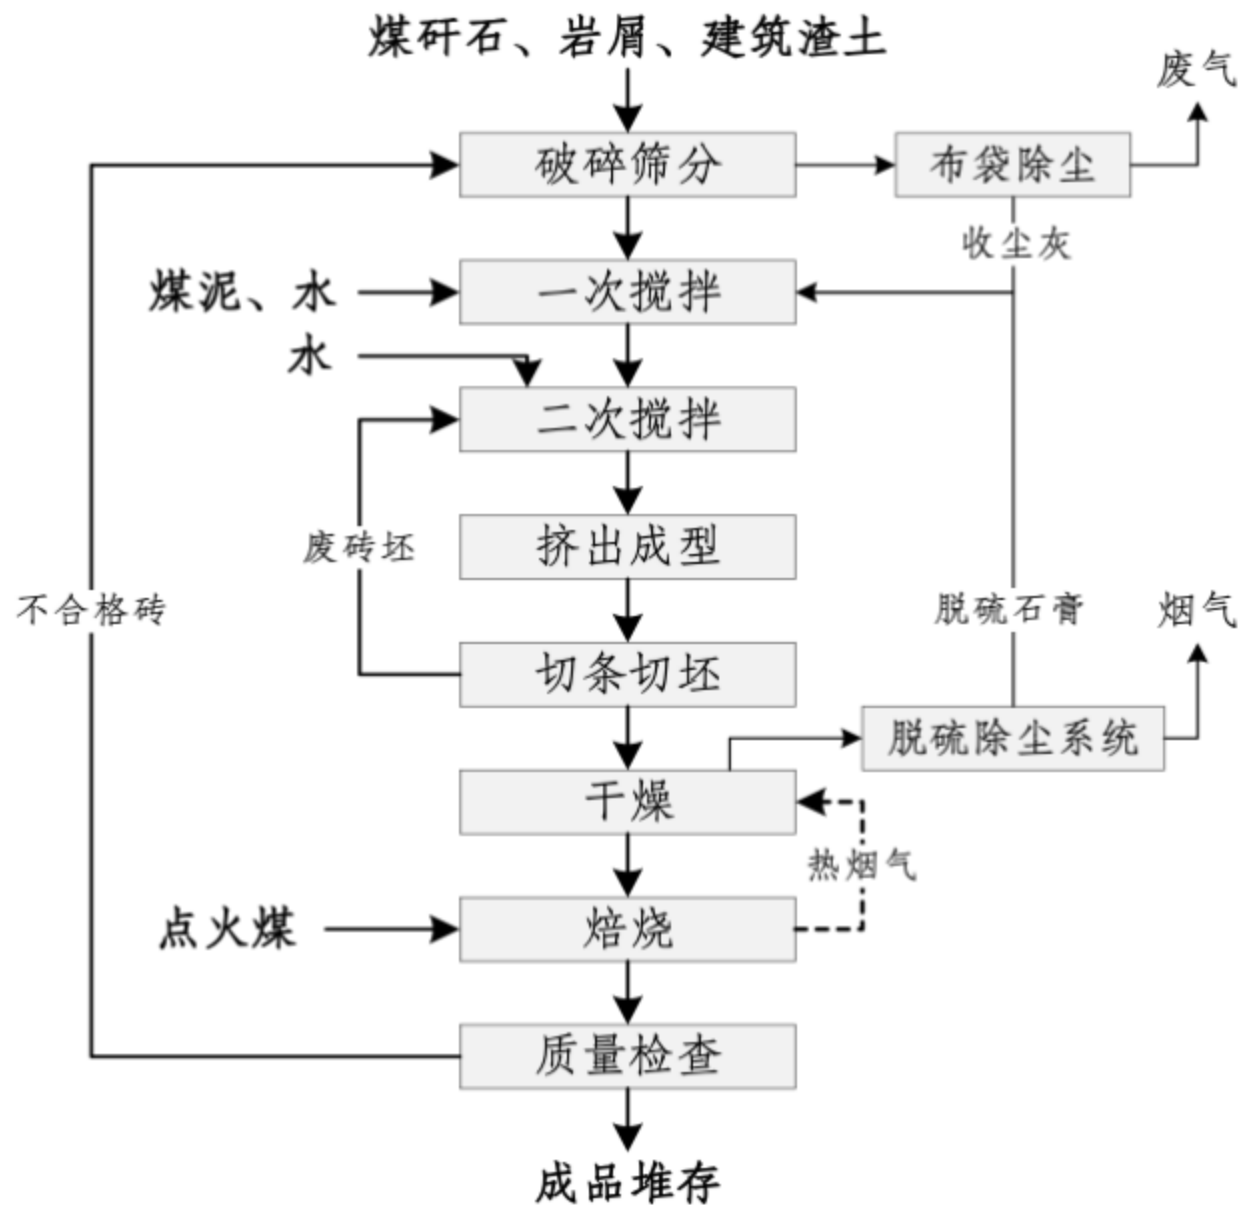 煤矸石、岩屑、建筑渣土
废气
破碎筛分
布袋除尘
收尘灰
煤泥、水
一次搅拌
水
二次搅拌
废砖坯
挤出成型
不合格砖
脱硫石膏
烟气
切条切坯
脱硫除尘系统
干燥
热烟气
点火煤
焙烧
质量检查
成品堆存